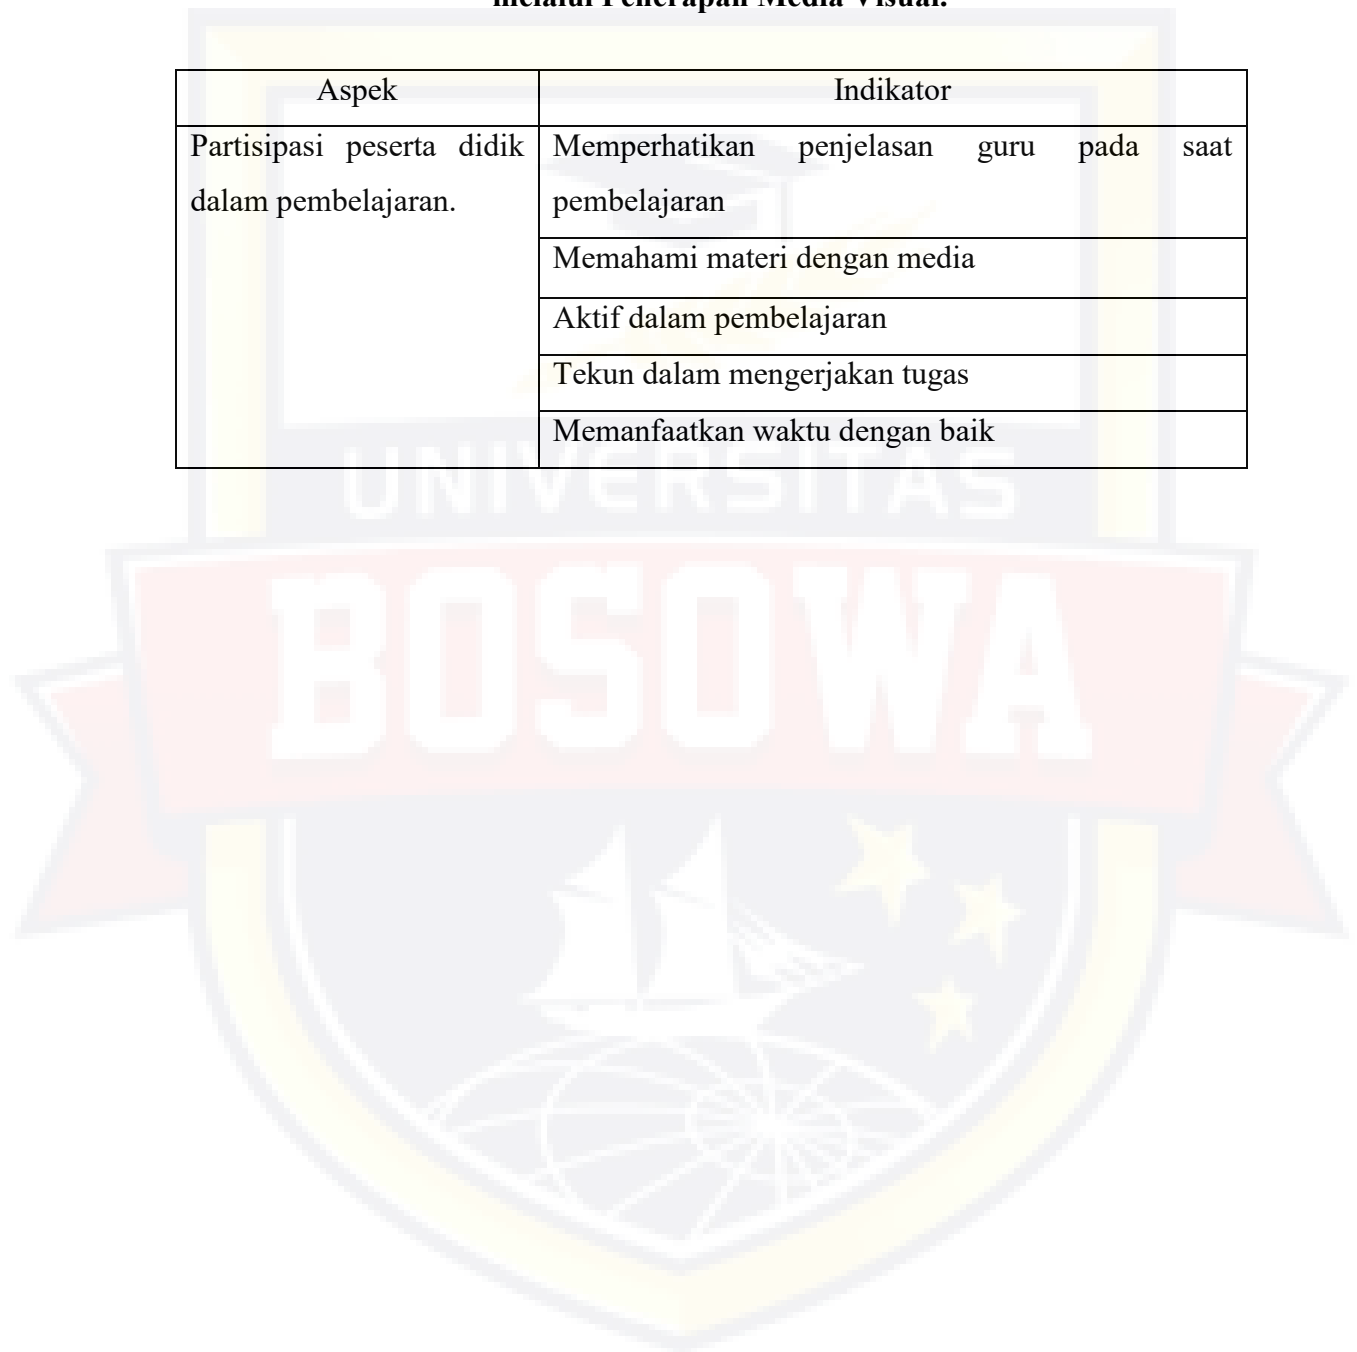 melalui Penerapan Media Visual.
Aspek Indikator
Partisipasi peserta didik
dalam pembelajaran.
Memperhatikan penjelasan guru pada saat
pembelajaran
Memahami materi dengan media
Aktif dalam pembelajaran
Tekun dalam mengerjakan tugas
Memanfaatkan waktu dengan baik
UNIVERSITAS
BOSOWA